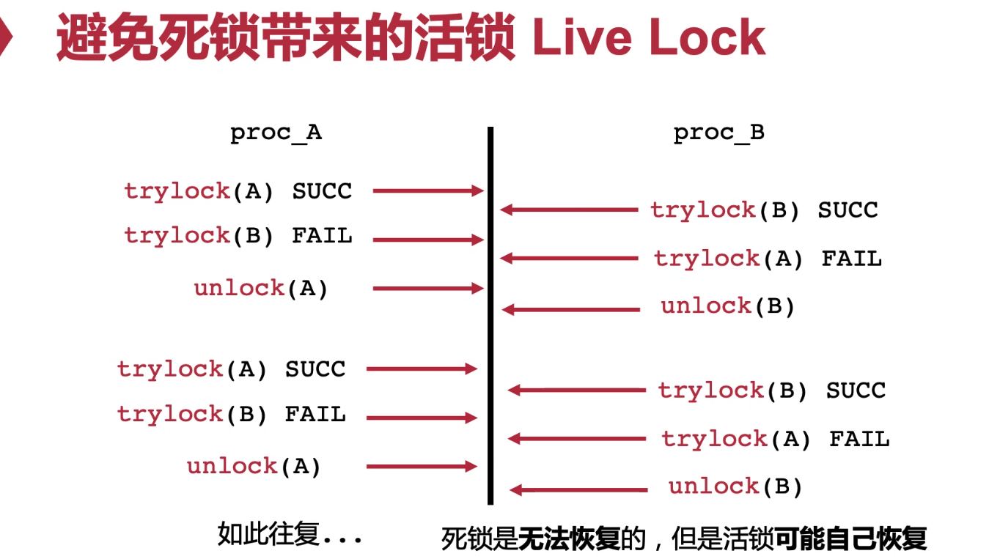 避免死锁带来的活锁 Live Lock
proc_A
proc_B
trylock(A) SUCC
trylock(B) SUCC
trylock(B) FAIL
trylock(A) FAIL
unlock(A)
unlock(B)
trylock(A) SUCC
trylock(B) SUCC
trylock(B) FAIL
trylock(A) FAIL
unlock(A)
unlock(B)
如此往复...
死锁是无法恢复的，但是活锁可能自己恢复